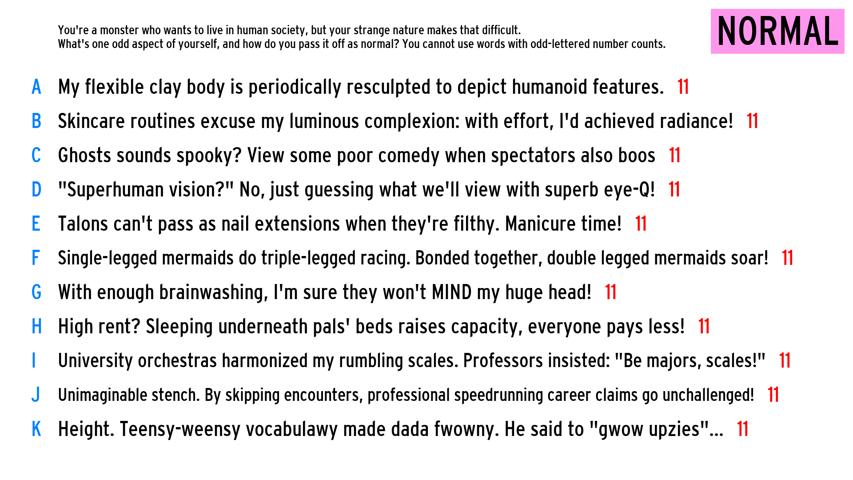 You're a monster who wants to live in human society, but your strange nature makes that difficult.
What's one odd aspect of yourself, and how do you pass it off as normal? You cannot use words with odd-lettered number counts.
NORMAL
A My flexible clay body is periodically resculpted to depict humanoid features. 11
B Skincare routines excuse my luminous complexion: with effort, I'd achieved radiance! 11
C Ghosts sounds spooky? View some poor comedy when spectators also boos 11
D "Superhuman vision?" No, just guessing what we'll view with superb eye-Q! 11
E Talons can't pass as nail extensions when they're filthy. Manicure time! 11
F Single-legged mermaids do triple-legged racing. Bonded together, double legged mermaids soar! 11
G With enough brainwashing, I'm sure they won't MIND my huge head! 11
H High rent? Sleeping underneath pals' beds raises capacity, everyone pays less! 11
I University orchestras harmonized my rumbling scales. Professors insisted: "Be majors, scales!" 11
J Unimaginable stench. By skipping encounters, professional speedrunning career claims go unchallenged! 11
K Height. Teensy-weensy vocabulawy made dada fwowny. He said to "gwow upzies"... 11